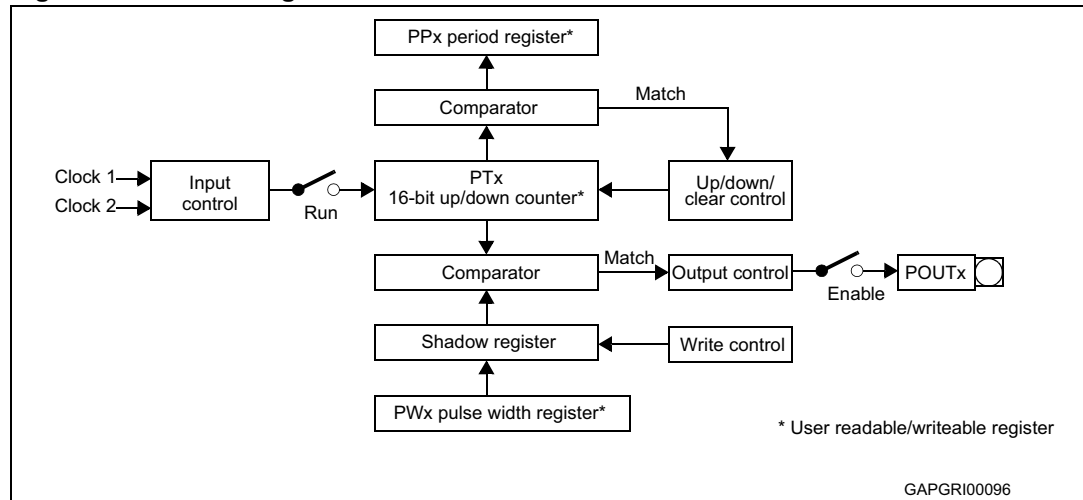 PPx period register*
Comparator
Match
Clock 1
Clock 2
Input
control
Run
PTx
16-bit up/down counter*
Up/down/
clear control
Comparator
Match
Output control
Enable
POUTx
Shadow register
Write control
PWx pulse width register*
* User readable/writeable register
GAPGRI00096